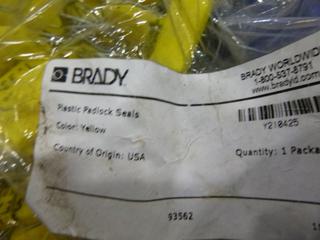 BRADY
BRADY WORLDWID
1-800-537-8791
www.bradyid.com
Plastic Padlock Seals
Color: Yellow
Y218425
Country of Origin: USA
Quantity: 1 Packa
93562